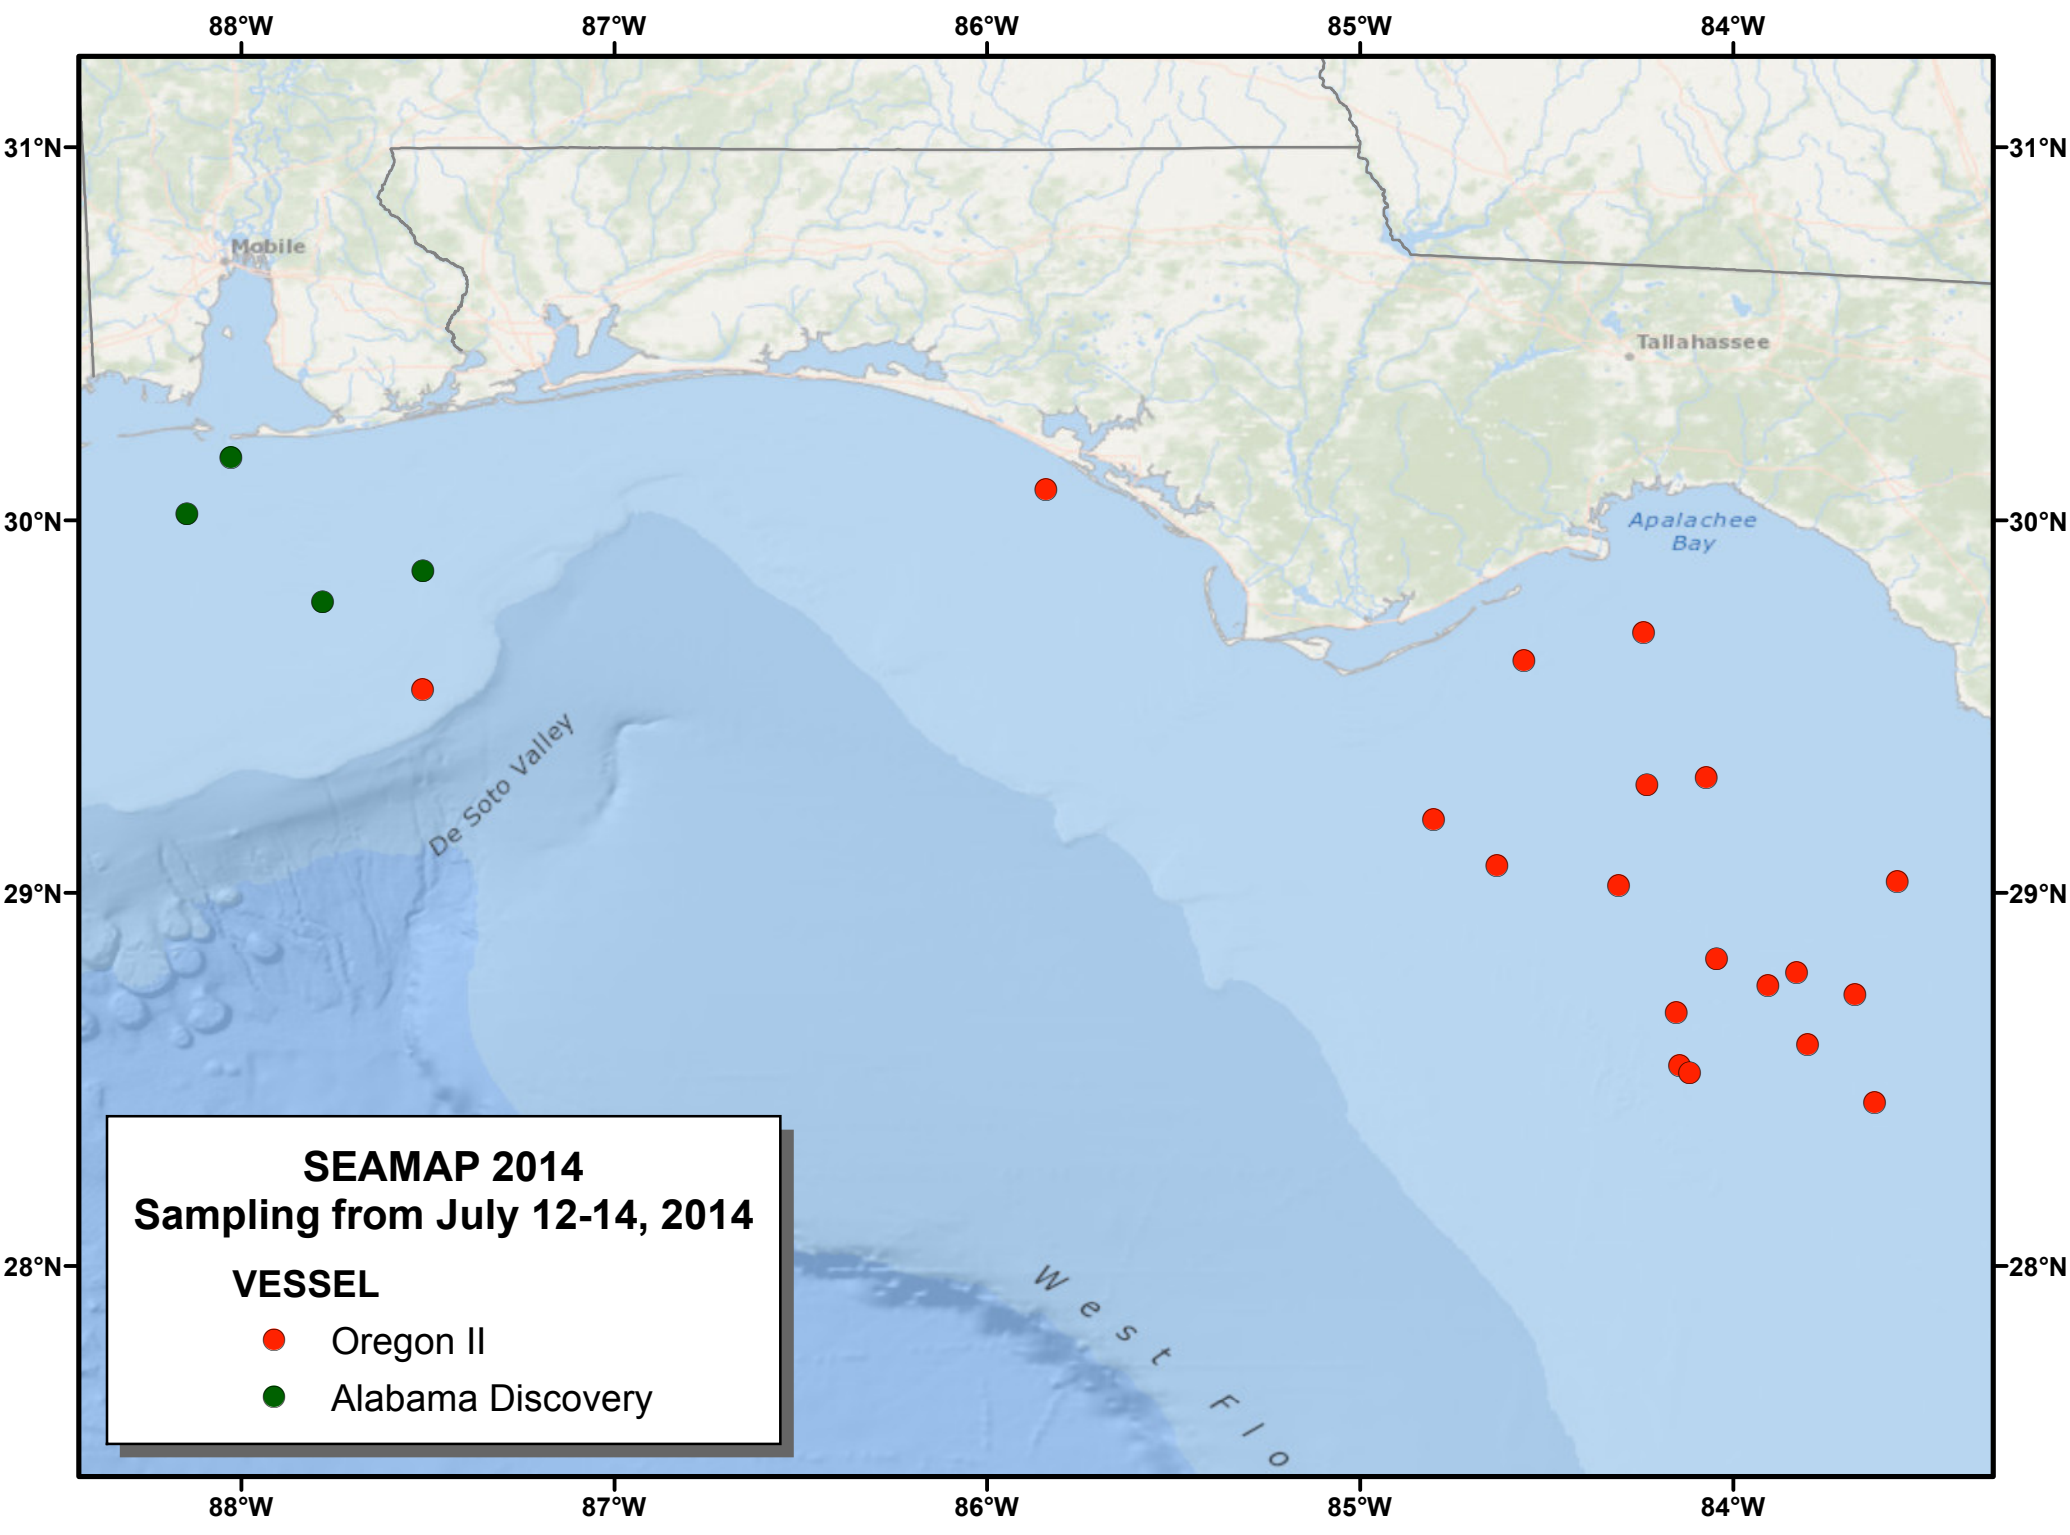 88°W 87°W 86°W 85°W 84°W
31°N 31°N
Mobile
Tallahassee
30°N 30°N
Apalachee
Bay
De Soto Valley
29°N 29°N
SEAMAP 2014
Sampling from July 12-14, 2014
28°N 28°N
West Flo
VESSEL
Oregon II
Alabama Discovery
88°W 87°W 86°W 85°W 84°W